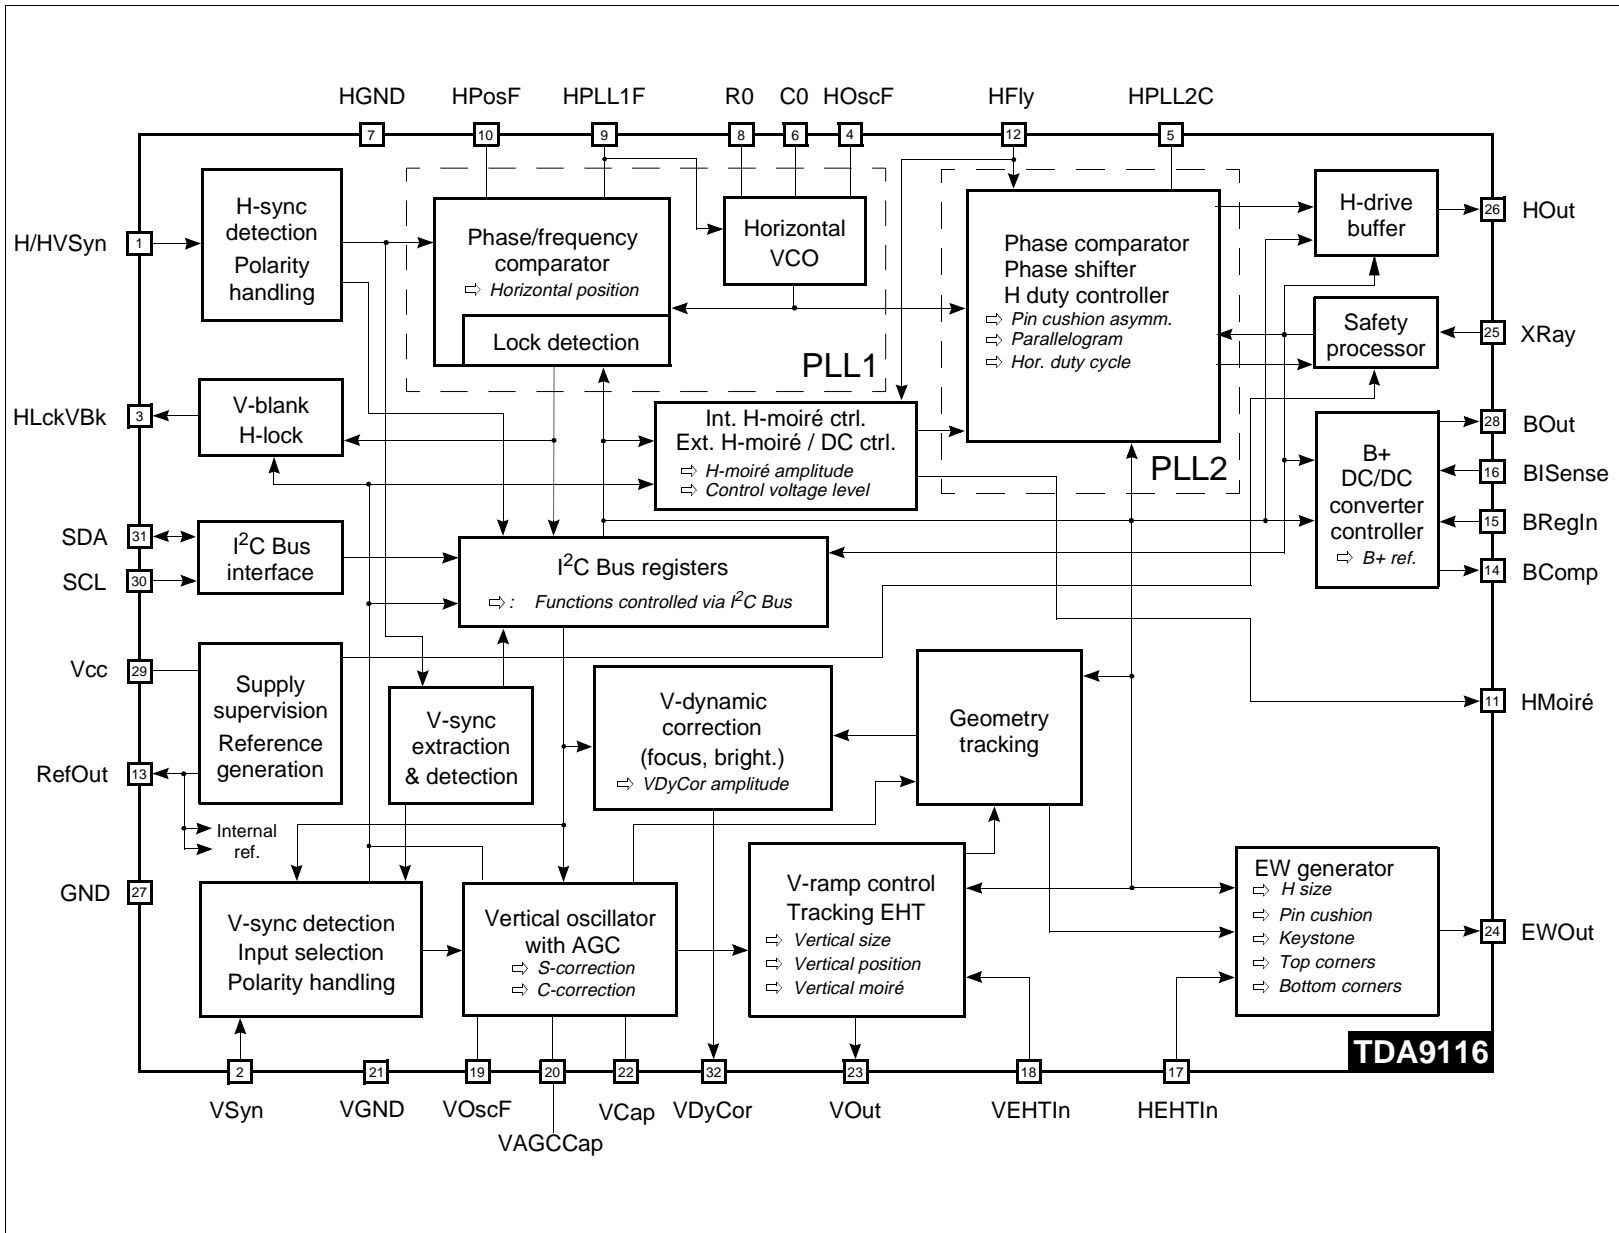 HGND
HPosF
HPLL1F
R0
C0
HOscF
HFly
HPLL2C
7
10
9
8
6
4
12
5
H/HVSyn
1
H-sync
detection
Polarity
handling
Phase/frequency
comparator
⇨ Horizontal position
Lock detection
Horizontal
VCO
PLL1
Phase comparator
Phase shifter
H duty controller
⇨ Pin cushion asymm.
⇨ Parallelogram
⇨ Hor. duty cycle
PLL2
H-drive
buffer
26
HOut
Safety
processor
25
XRay
HLckVBk
3
V-blank
H-lock
Int. H-moiré ctrl.
Ext. H-moiré / DC ctrl.
⇨ H-moiré amplitude
⇨ Control voltage level
B+
DC/DC
converter
controller
⇨ B+ ref.
28
BOut
16
BISense
15
BRegIn
14
BComp
SDA
31
SCL
30
I²C Bus
interface
I²C Bus registers
⇨ : Functions controlled via I²C Bus
Vcc
29
Supply
supervision
Reference
generation
RefOut
13
Internal
ref.
V-sync
extraction
& detection
V-dynamic
correction
(focus, bright.)
⇨ VDyCor amplitude
Geometry
tracking
11
HMoiré
GND
27
V-sync detection
Input selection
Polarity handling
Vertical oscillator
with AGC
⇨ S-correction
⇨ C-correction
V-ramp control
Tracking EHT
⇨ Vertical size
⇨ Vertical position
⇨ Vertical moiré
EW generator
⇨ H size
⇨ Pin cushion
⇨ Keystone
⇨ Top corners
⇨ Bottom corners
24
EWOut
TDA9116
2
21
19
20
22
32
23
18
17
VSyn
VGND
VOscF
VAGCCap
VCap
VDyCor
VOut
VEHTIn
HEHTIn